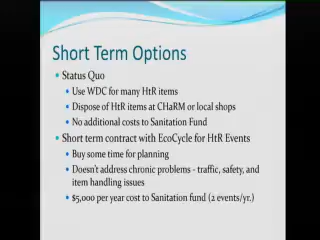 Short Term Options
Status Quo
Use WDC for many HtR items
Dispose of HtR items at CHaRM or local shops
No additional costs to Sanitation Fund
Short term contract with EcoCycle for HtR Events
Buy some time for planning
Doesn't address chronic problems - traffic, safety, and
item handling issues
$5,000 per year cost to Sanitation fund (2 events/yr.)